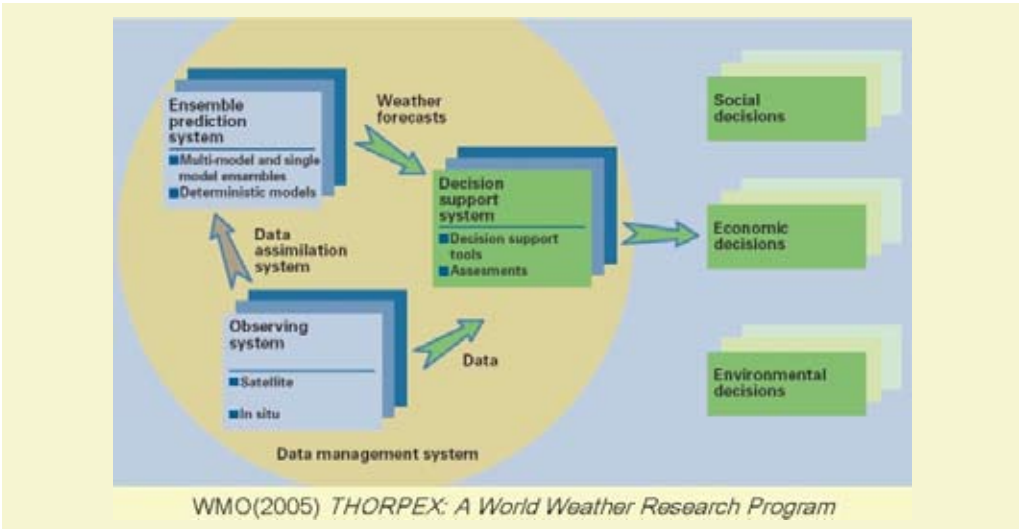 Ensemble
prediction
system
■Multi-model and single
model ensembles
■Deterministic models
Weather
forecasts
Decision
support
system
■Decision support
tools
■Assesments
Data
assimilation
system
Observing
system
■Satellite
■In situ
Data
Data management system
Social
decisions
Economic
decisions
Environmental
decisions
WMO(2005) THORPEX: A World Weather Research Program